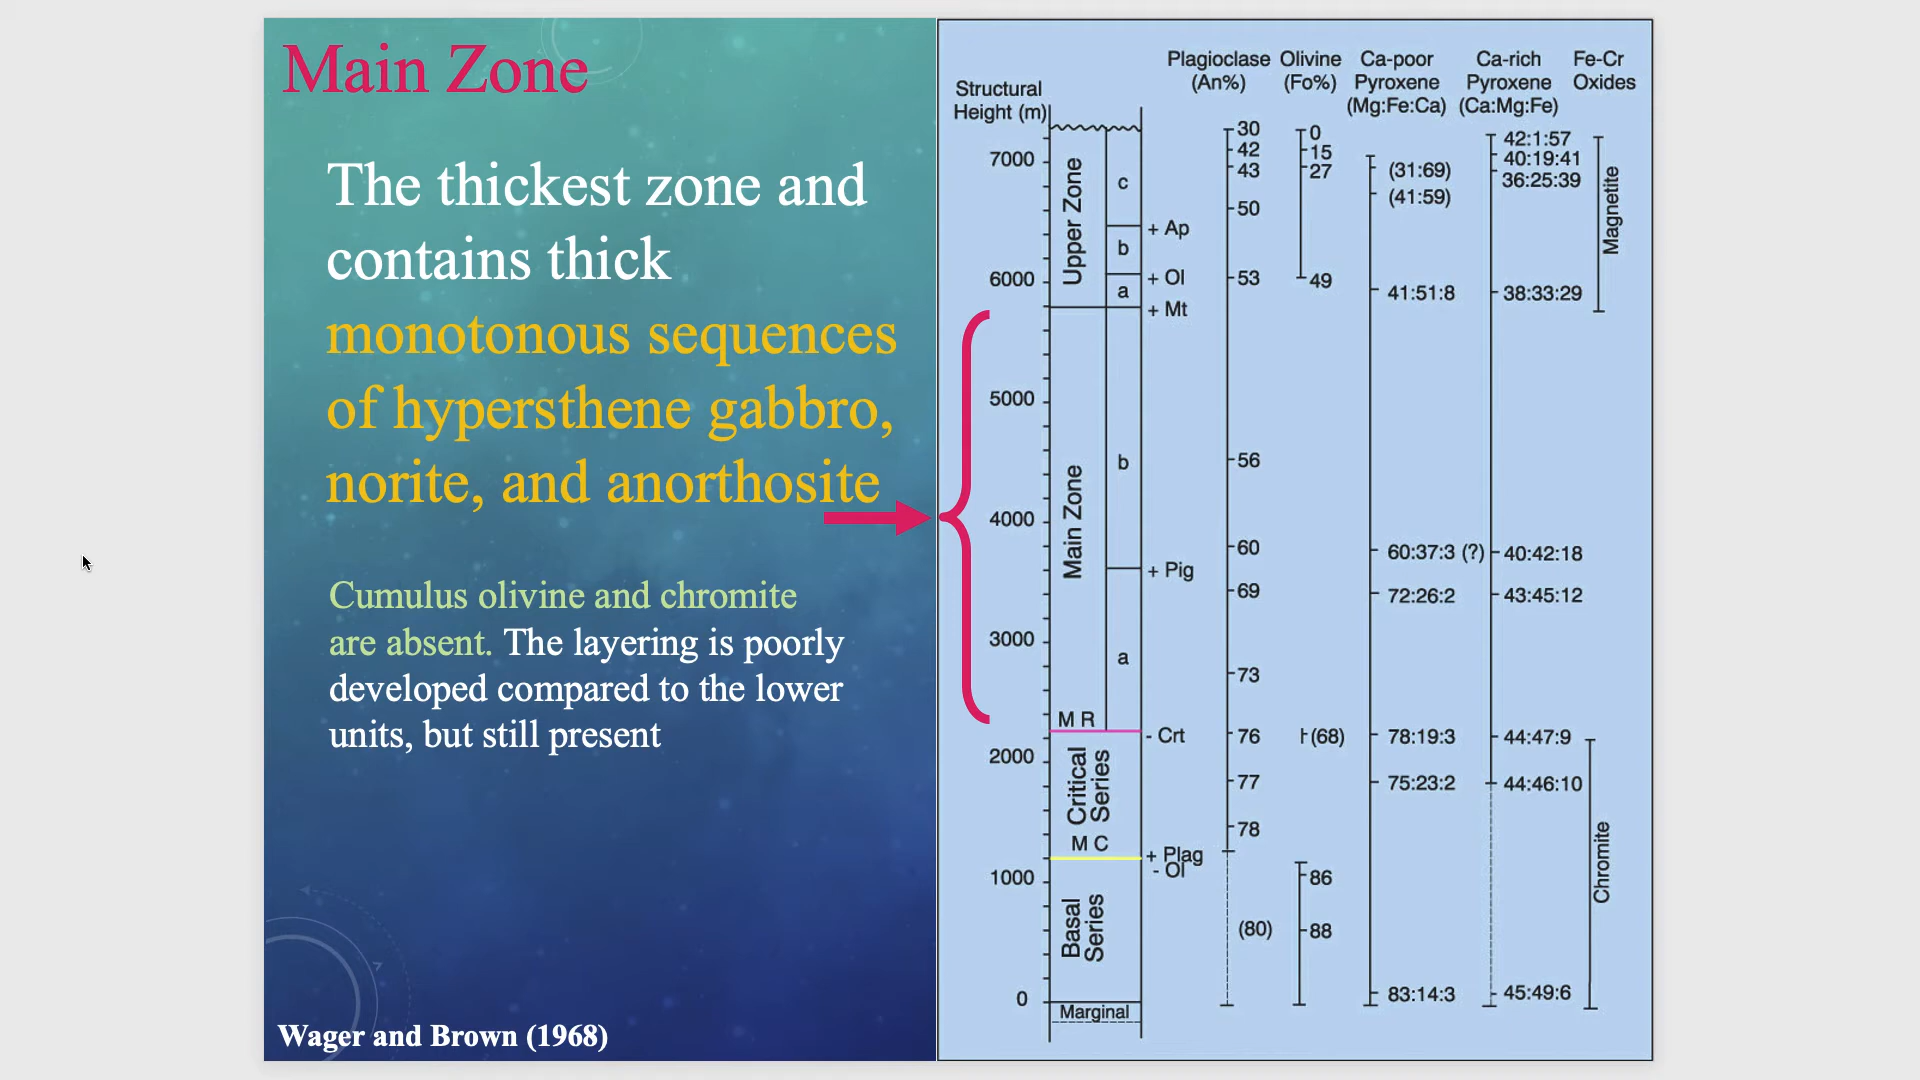 Main Zone
The thickest zone and
contains thick
monotonous sequences
of hypersthene gabbro,
norite, and anorthosite
Cumulus olivine and chromite
are absent. The layering is poorly
developed compared to the lower
units, but still present
Wager and Brown (1968)
Structural
Height (m)
Plagioclase
(An%)
Olivine
(Fo%)
Ca-poor
Pyroxene
(Mg:Fe:Ca)
Ca-rich
Pyroxene
(Ca:Mg:Fe)
Fe-Cr
Oxides
7000
6000
5000
4000
3000
2000
1000
0
Upper Zone
c
b
a
Main Zone
b
a
M R
Critical
Series
M C
Basal
Series
Marginal
+ Ap
+ Ol
+ Mt
+ Pig
- Crt
+ Plag
- Ol
30
42
43
50
53
56
60
69
73
76
77
78
(80)
0
15
27
49
(68)
86
88
(31:69)
(41:59)
41:51:8
60:37:3 (?)
72:26:2
78:19:3
75:23:2
83:14:3
42:1:57
40:19:41
36:25:39
38:33:29
40:42:18
43:45:12
44:47:9
44:46:10
45:49:6
Magnetite
Chromite